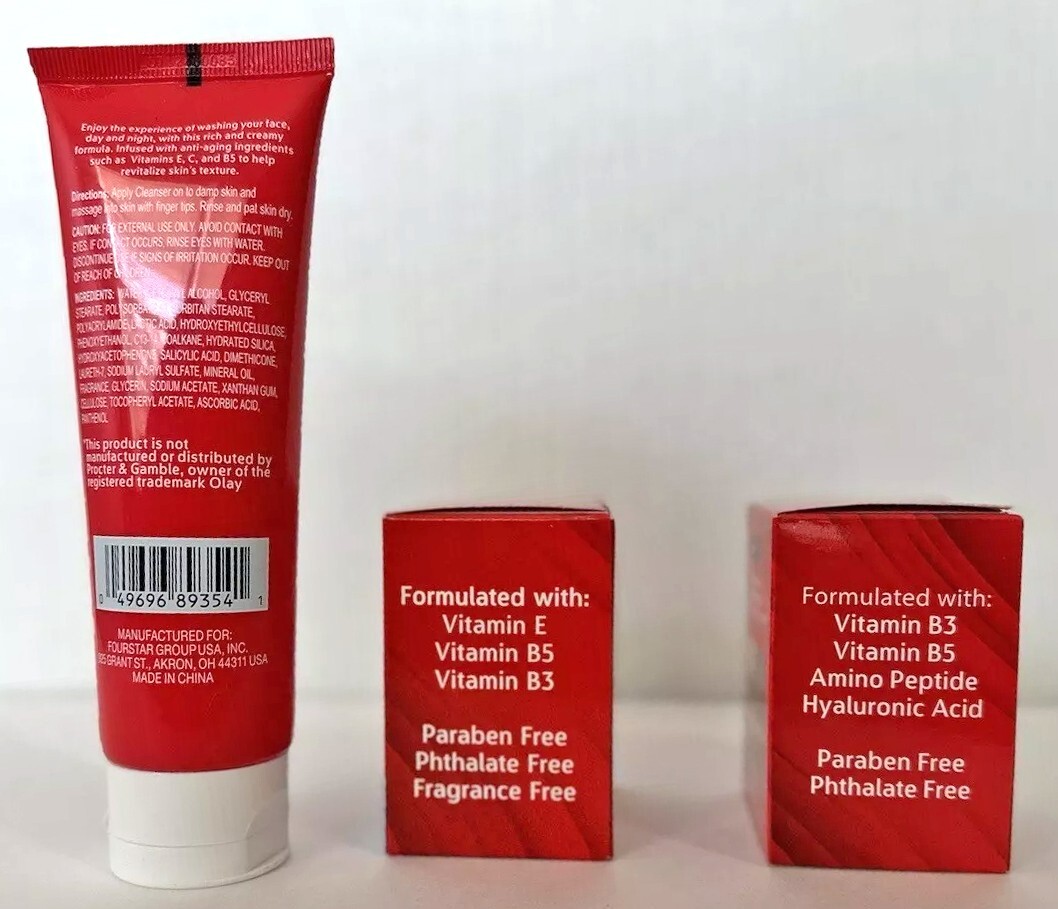 Enjoy the experience of washing your face,
day and night, with this rich and creamy
formula. Infused with anti-aging ingredients
such as Vitamins E, C, and B5 to help
revitalize skin's texture.
Directions: Apply Cleanser on to damp skin and
massage into skin with finger tips. Rinse and pat skin dry.
CAUTION: FOR EXTERNAL USE ONLY. AVOID CONTACT WITH
EYES. IF CONTACT OCCURS, RINSE EYES WITH WATER.
DISCONTINUE USE IF SIGNS OF IRRITATION OCCUR. KEEP OUT
OF REACH OF CHILDREN.
INGREDIENTS: WATER, ALCOHOL, GLYCERYL
STEARATE, SORBITAN STEARATE,
POLYACRYLAMIDE, ACID, HYDROXYETHYLCELLULOSE,
PHENOXYETHANOL, HYDRATED SILICA,
HYDROXYACETOPHENONE, SALICYLIC ACID, DIMETHICONE,
LAURETH-7, SODIUM LAURYL SULFATE, MINERAL OIL,
FRAGRANCE, GLYCERIN, SODIUM ACETATE, XANTHAN GUM,
CELLULOSE, TOCOPHERYL ACETATE, ASCORBIC ACID,
PANTHENOL
*This product is not
manufactured or distributed by
Procter & Gamble, owner of the
registered trademark Olay
0 49696 89354 1
MANUFACTURED FOR:
FOURSTAR GROUP USA, INC.
GRANT ST., AKRON, OH 44311 USA
MADE IN CHINA
Formulated with:
Vitamin E
Vitamin B5
Vitamin B3
Paraben Free
Phthalate Free
Fragrance Free
Formulated with:
Vitamin B3
Vitamin B5
Amino Peptide
Hyaluronic Acid
Paraben Free
Phthalate Free